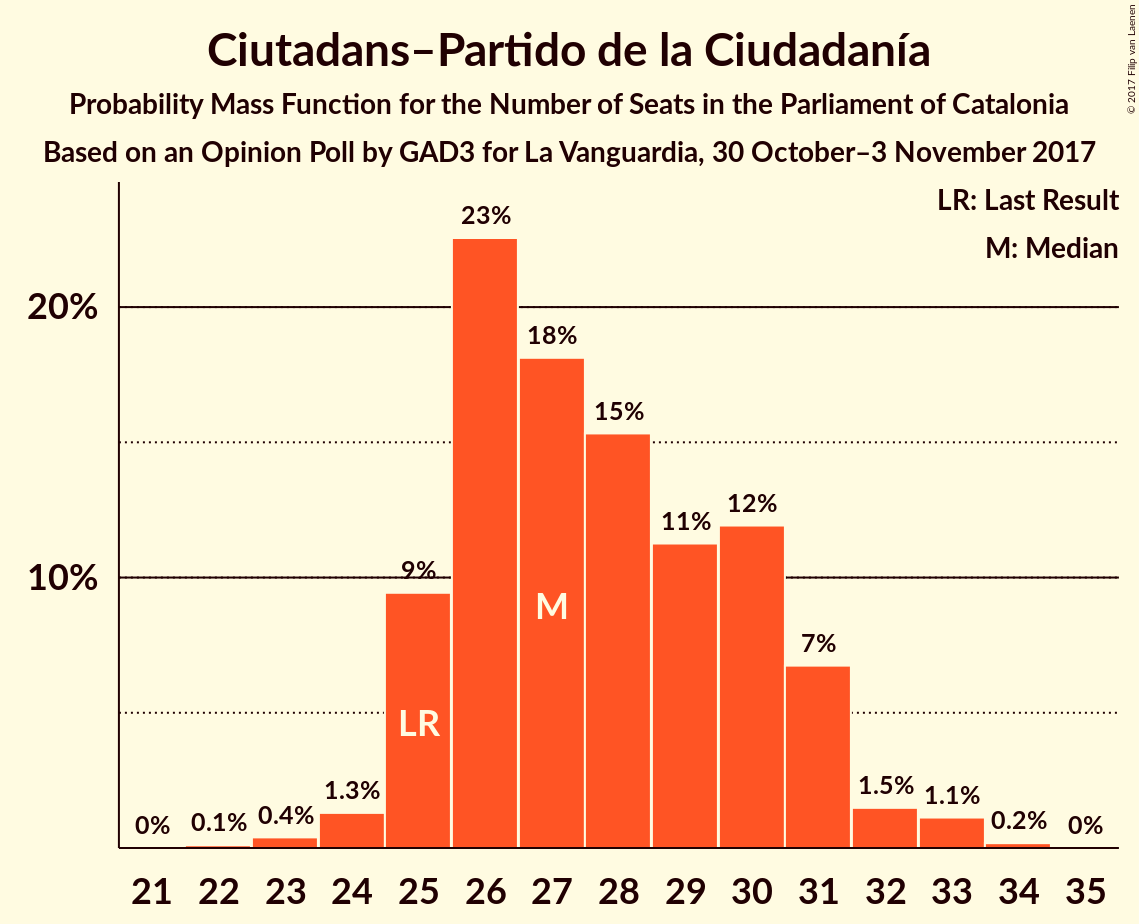 Ciutadans–Partido de la Ciudadanía
Probability Mass Function for the Number of Seats in the Parliament of Catalonia
Based on an Opinion Poll by GAD3 for La Vanguardia, 30 October–3 November 2017
© 2017 Filip van Laenen
LR: Last Result
M: Median
20%
10%
0%
0.1%
0.4%
1.3%
9%
23%
18%
15%
11%
12%
7%
1.5%
1.1%
0.2%
0%
LR
M
21 22 23 24 25 26 27 28 29 30 31 32 33 34 35